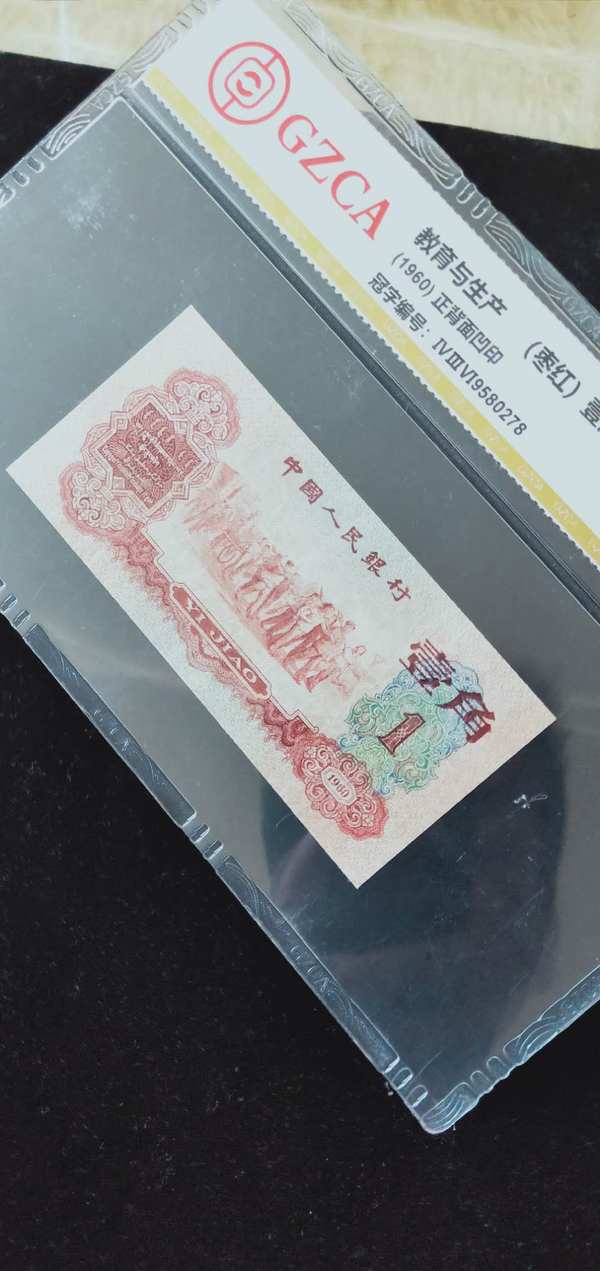 GZCA
教育与生产 (枣红) 壹
(1960) 正背面凹印
冠字编号: IVIIIVI9580278
中国人民銀行
壹角
1
YI JIAO
1960